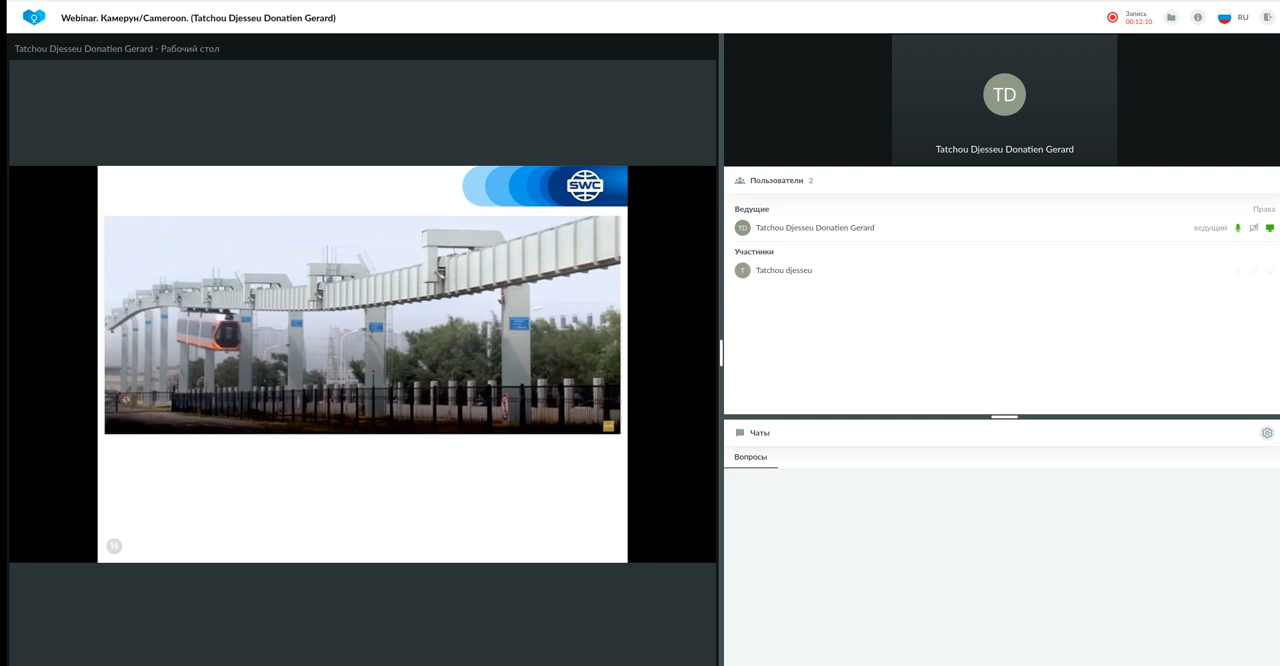 Webinar. Камерун/Cameroon. (Tatchou Djesseu Donatien Gerard)
Запись
00:12:10
RU
Tatchou Djesseu Donatien Gerard - Рабочий стол
SWC
16
TD
Tatchou Djesseu Donatien Gerard
Пользователи 2
Ведущие Права
TD Tatchou Djesseu Donatien Gerard ведущий
Участники
T Tatchou djesseu
Чаты
Вопросы